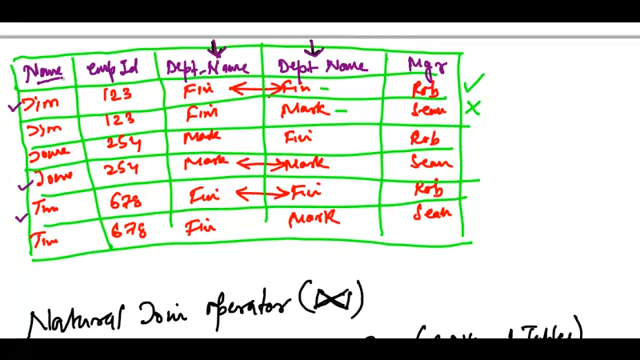 Name Emp Id Dept_Name Dept Name Mgr
Jim 123 Fin Fin Rob ✓
Jim 123 Fin Mark Sean ✗
Jome 254 Mark Fin Rob
Jome 254 Mark Mark Sean
Tim 678 Fin Fin Rob
Tim 678 Fin Mark Sean
Natural Join operator (⋈)